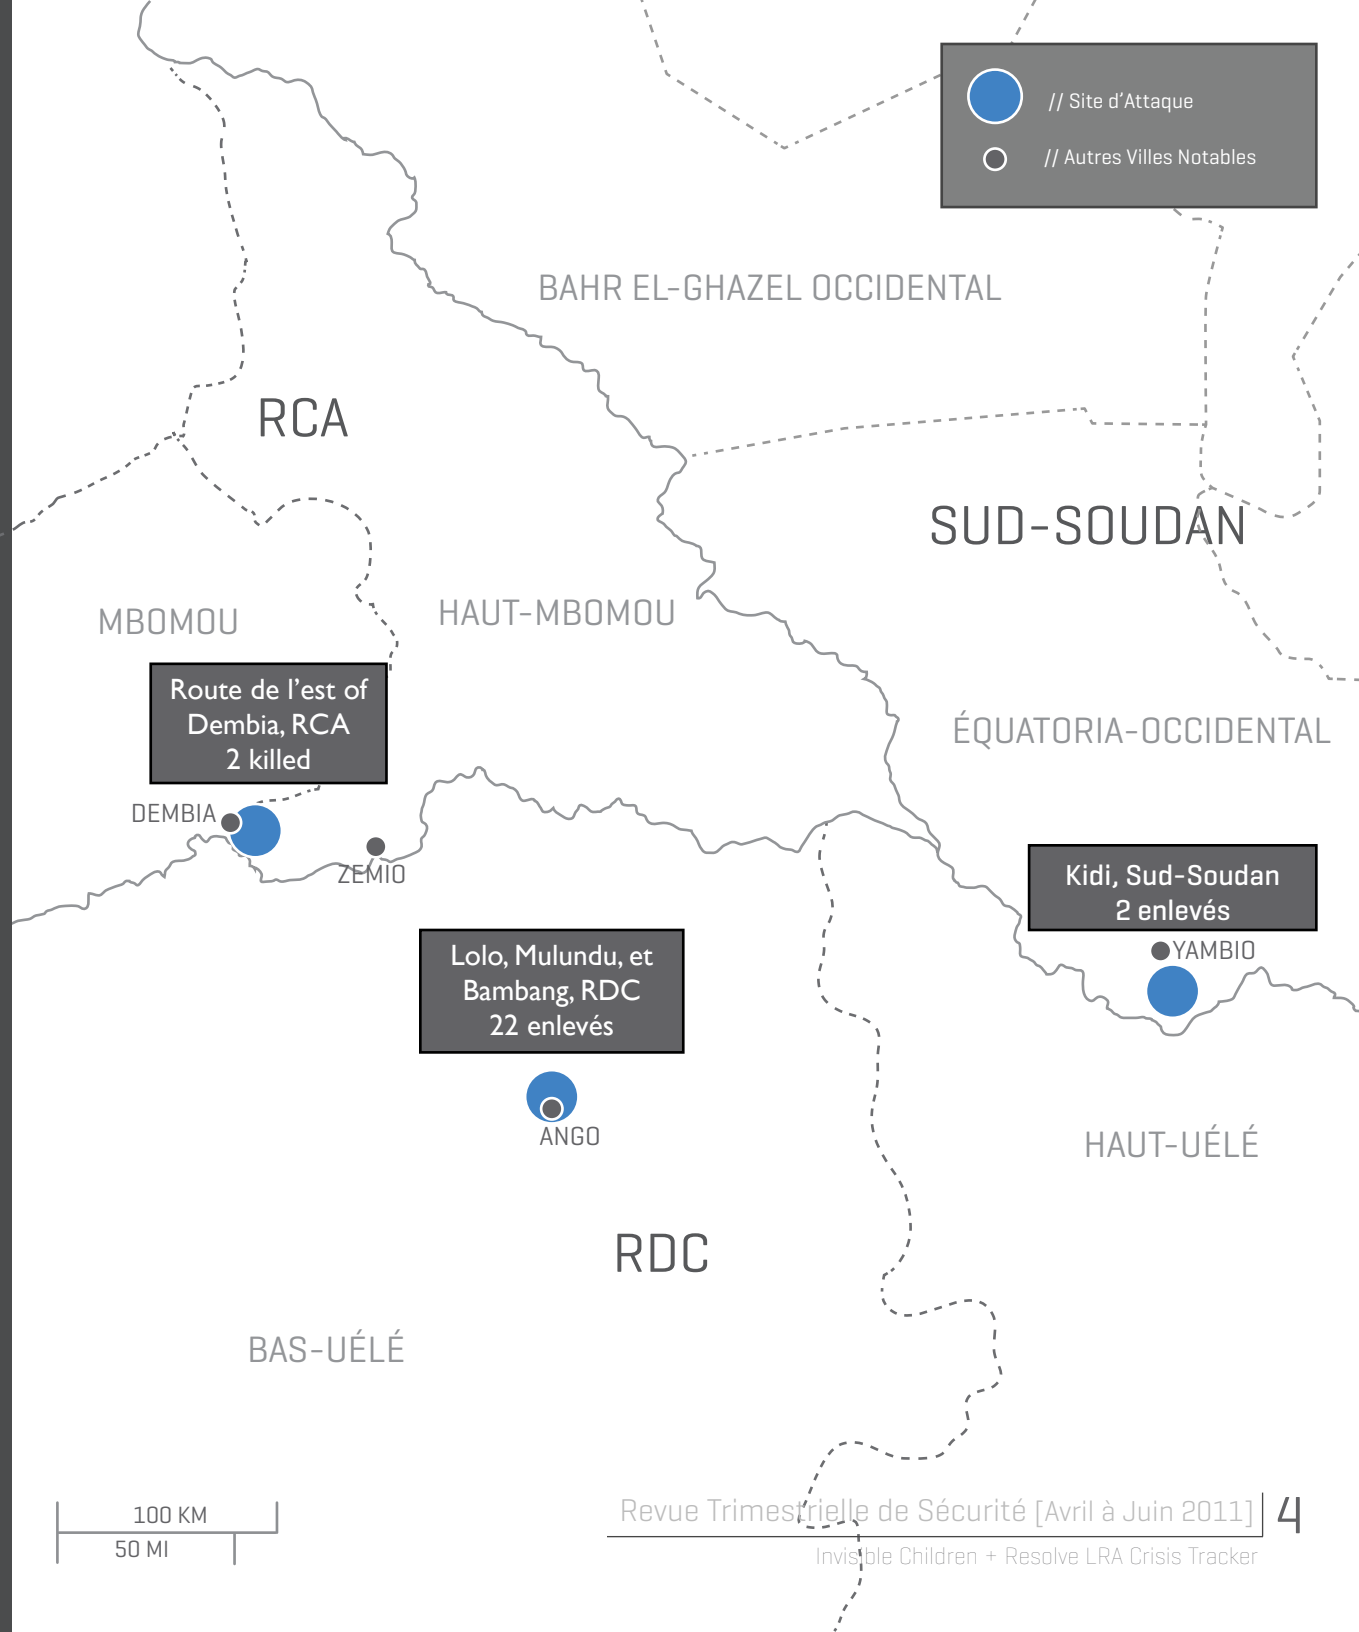 // Site d'Attaque
// Autres Villes Notables
BAHR EL-GHAZEL OCCIDENTAL
RCA
SUD-SOUDAN
MBOMOU
HAUT-MBOMOU
ÉQUATORIA-OCCIDENTAL
Route de l'est of
Dembia, RCA
2 killed
DEMBIA
ZEMIO
Kidi, Sud-Soudan
2 enlevés
YAMBIO
Lolo, Mulundu, et
Bambang, RDC
22 enlevés
ANGO
HAUT-UÉLÉ
RDC
BAS-UÉLÉ
100 KM
50 MI
Revue Trimestrielle de Sécurité [Avril à Juin 2011] 4
Invisible Children + Resolve LRA Crisis Tracker